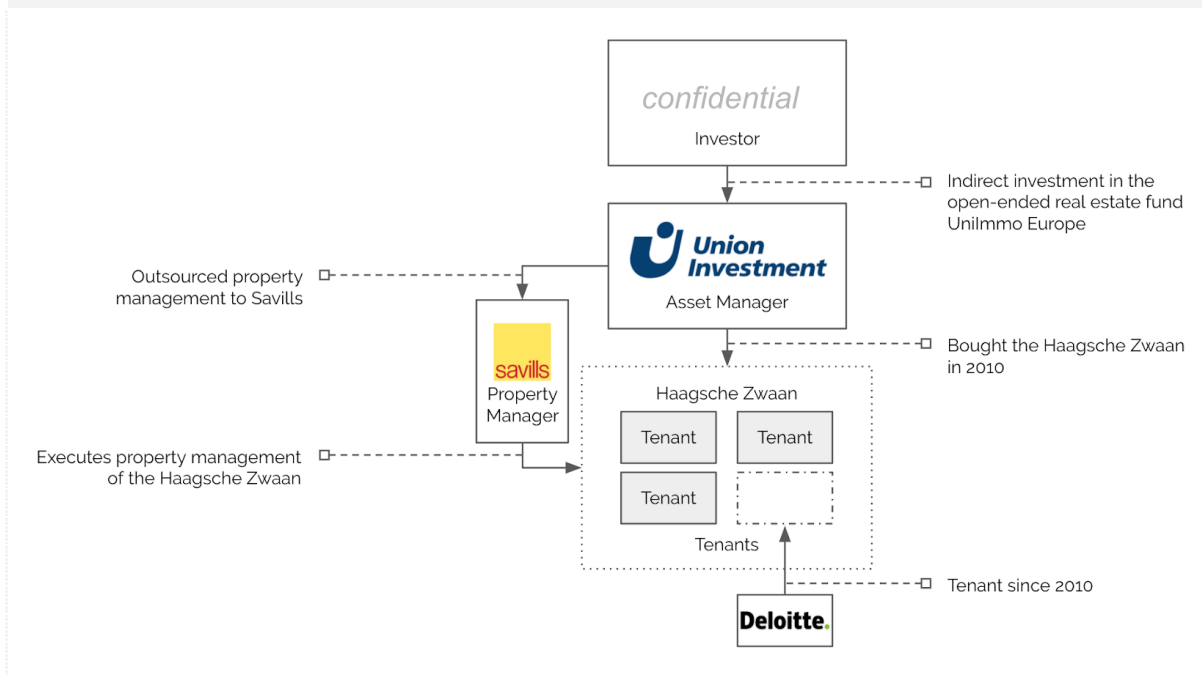 confidential
Investor
Indirect investment in the
open-ended real estate fund
UniImmo Europe
Union
Investment
Asset Manager
Outsourced property
management to Savills
savills
Property
Manager
Bought the Haagsche Zwaan
in 2010
Haagsche Zwaan
Tenant
Tenant
Executes property management
of the Haagsche Zwaan
Tenant
Tenants
Tenant since 2010
Deloitte.